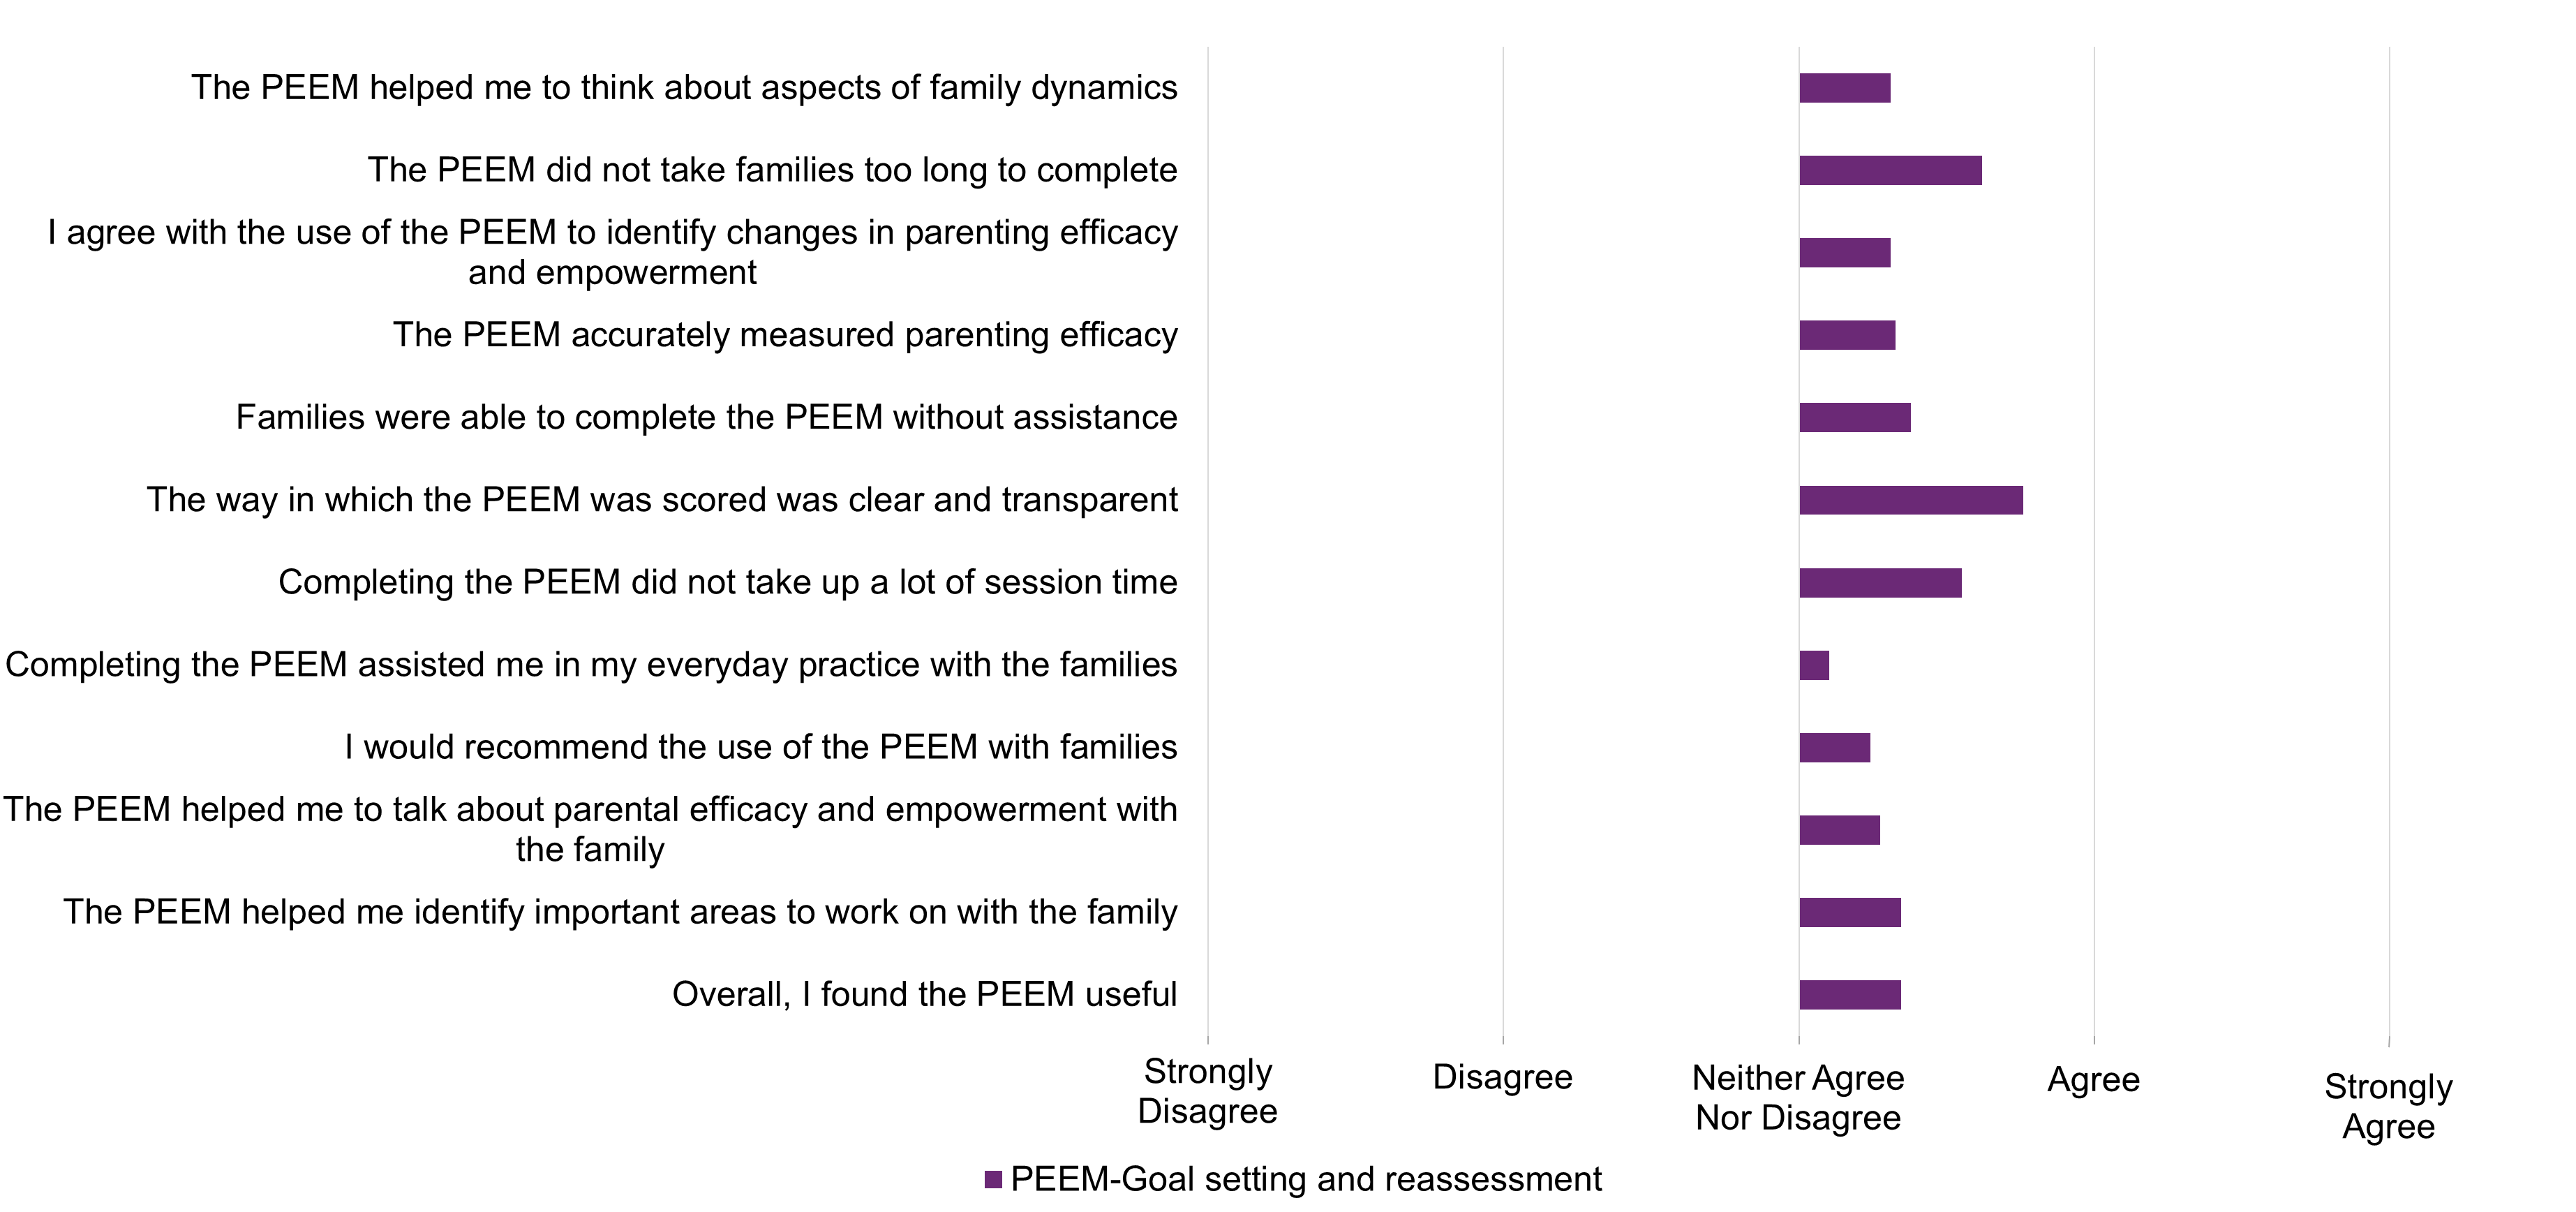 The PEEM helped me to think about aspects of family dynamics
The PEEM did not take families too long to complete
I agree with the use of the PEEM to identify changes in parenting efficacy
and empowerment
The PEEM accurately measured parenting efficacy
Families were able to complete the PEEM without assistance
The way in which the PEEM was scored was clear and transparent
Completing the PEEM did not take up a lot of session time
Completing the PEEM assisted me in my everyday practice with the families
I would recommend the use of the PEEM with families
The PEEM helped me to talk about parental efficacy and empowerment with
the family
The PEEM helped me identify important areas to work on with the family
Overall, I found the PEEM useful
Strongly
Disagree
Disagree
Neither Agree
Nor Disagree
Agree
Strongly
Agree
PEEM-Goal setting and reassessment